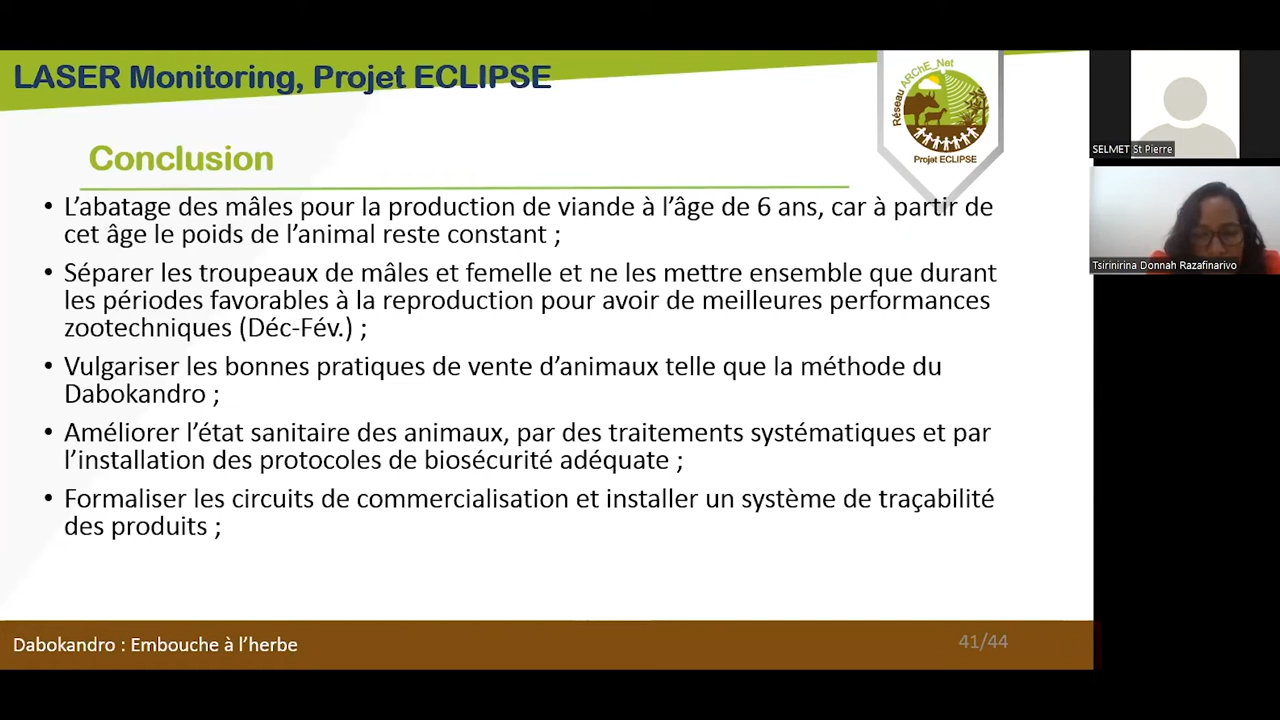 LASER Monitoring, Projet ECLIPSE
Réseau ARChE_Net
Projet ECLIPSE
Conclusion
• L’abatage des mâles pour la production de viande à l’âge de 6 ans, car à partir de
cet âge le poids de l’animal reste constant ;
• Séparer les troupeaux de mâles et femelle et ne les mettre ensemble que durant
les périodes favorables à la reproduction pour avoir de meilleures performances
zootechniques (Déc-Fév.) ;
• Vulgariser les bonnes pratiques de vente d’animaux telle que la méthode du
Dabokandro ;
• Améliorer l’état sanitaire des animaux, par des traitements systématiques et par
l’installation des protocoles de biosécurité adéquate ;
• Formaliser les circuits de commercialisation et installer un système de traçabilité
des produits ;
Dabokandro : Embouche à l’herbe
41/44
SELMET St Pierre
Tsirinirina Donnah Razafinarivo